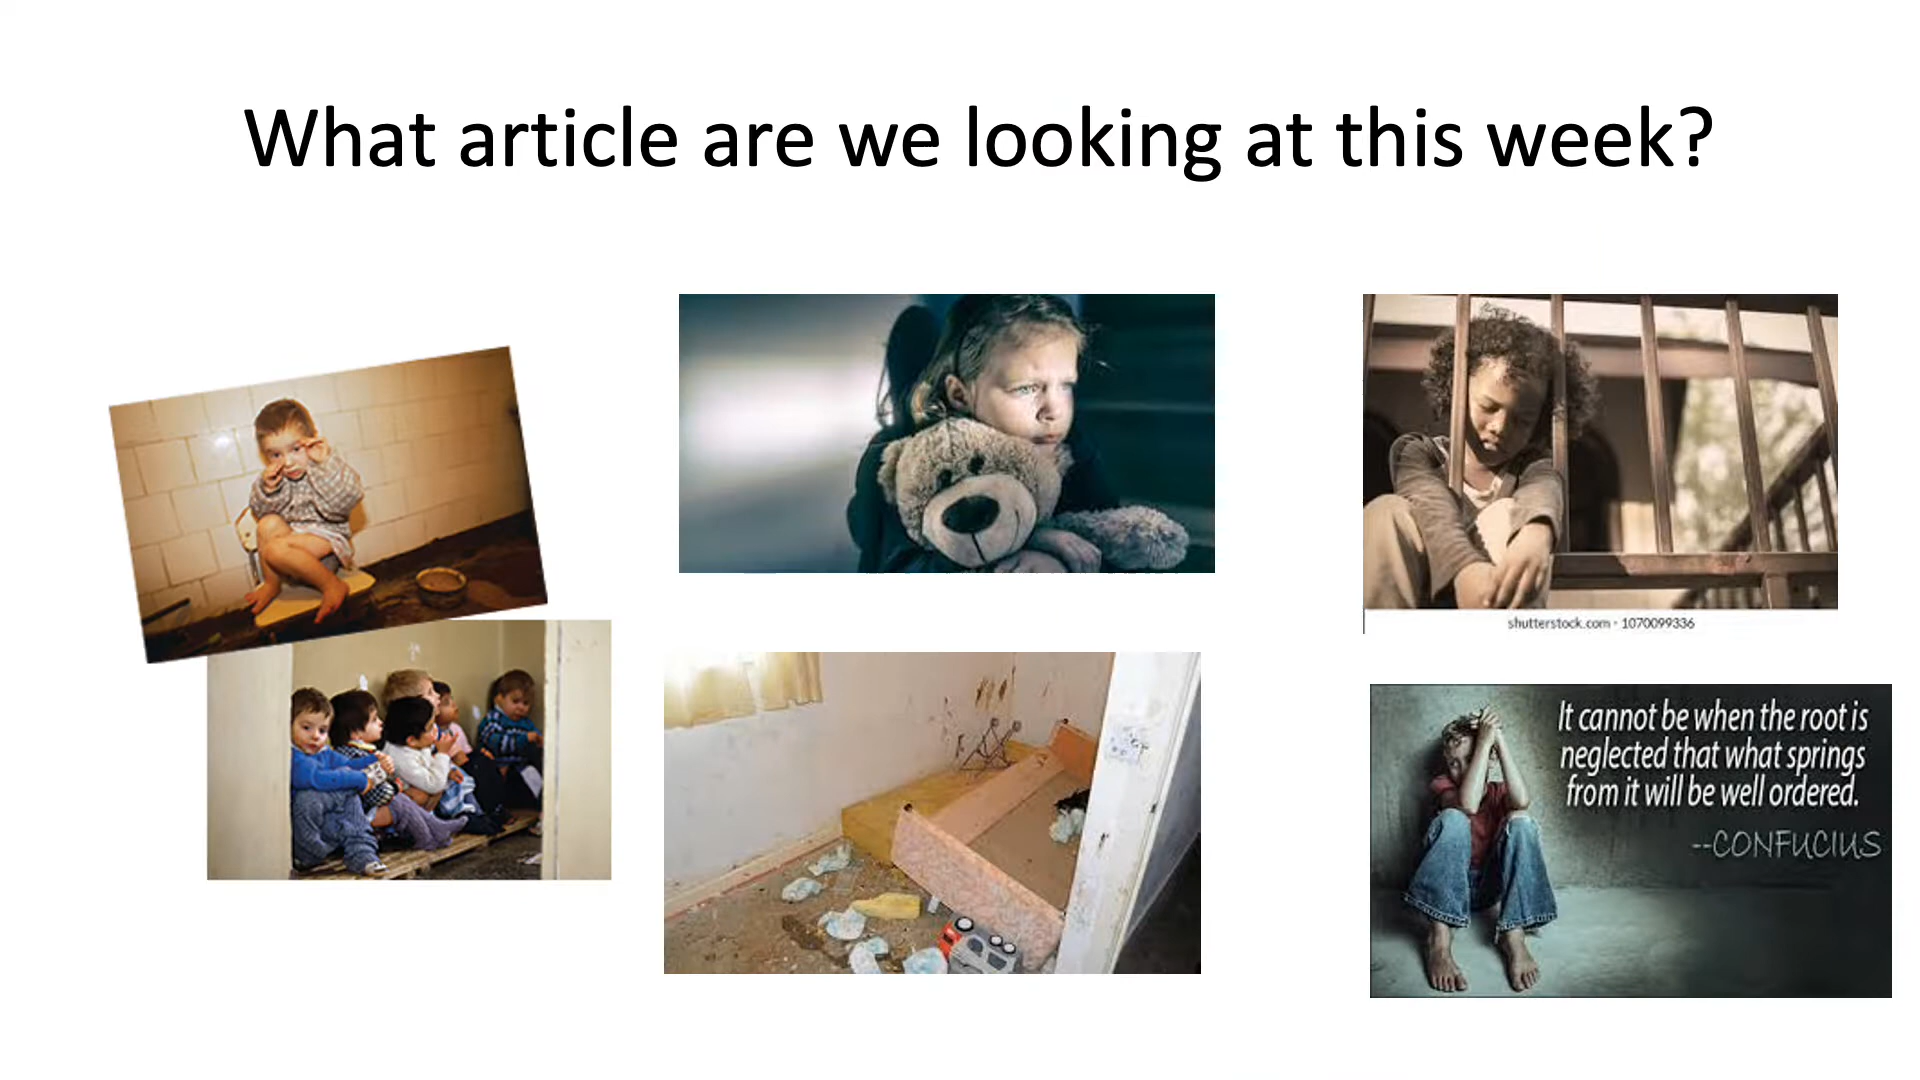 What article are we looking at this week?
shutterstock.com · 1070099336
It cannot be when the root is
neglected that what springs
from it will be well ordered.
--CONFUCIUS